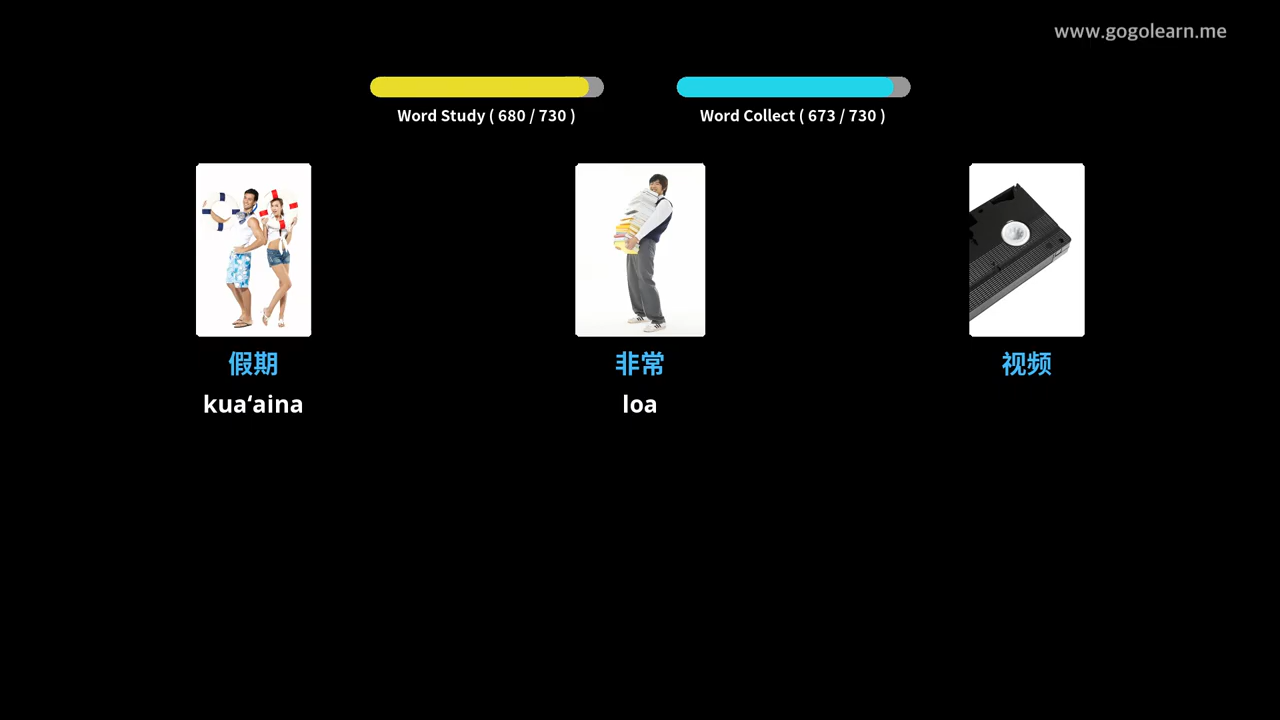 www.gogolearn.me
Word Study ( 680 / 730 )
Word Collect ( 673 / 730 )
假期
非常
视频
kuaʻaina
loa